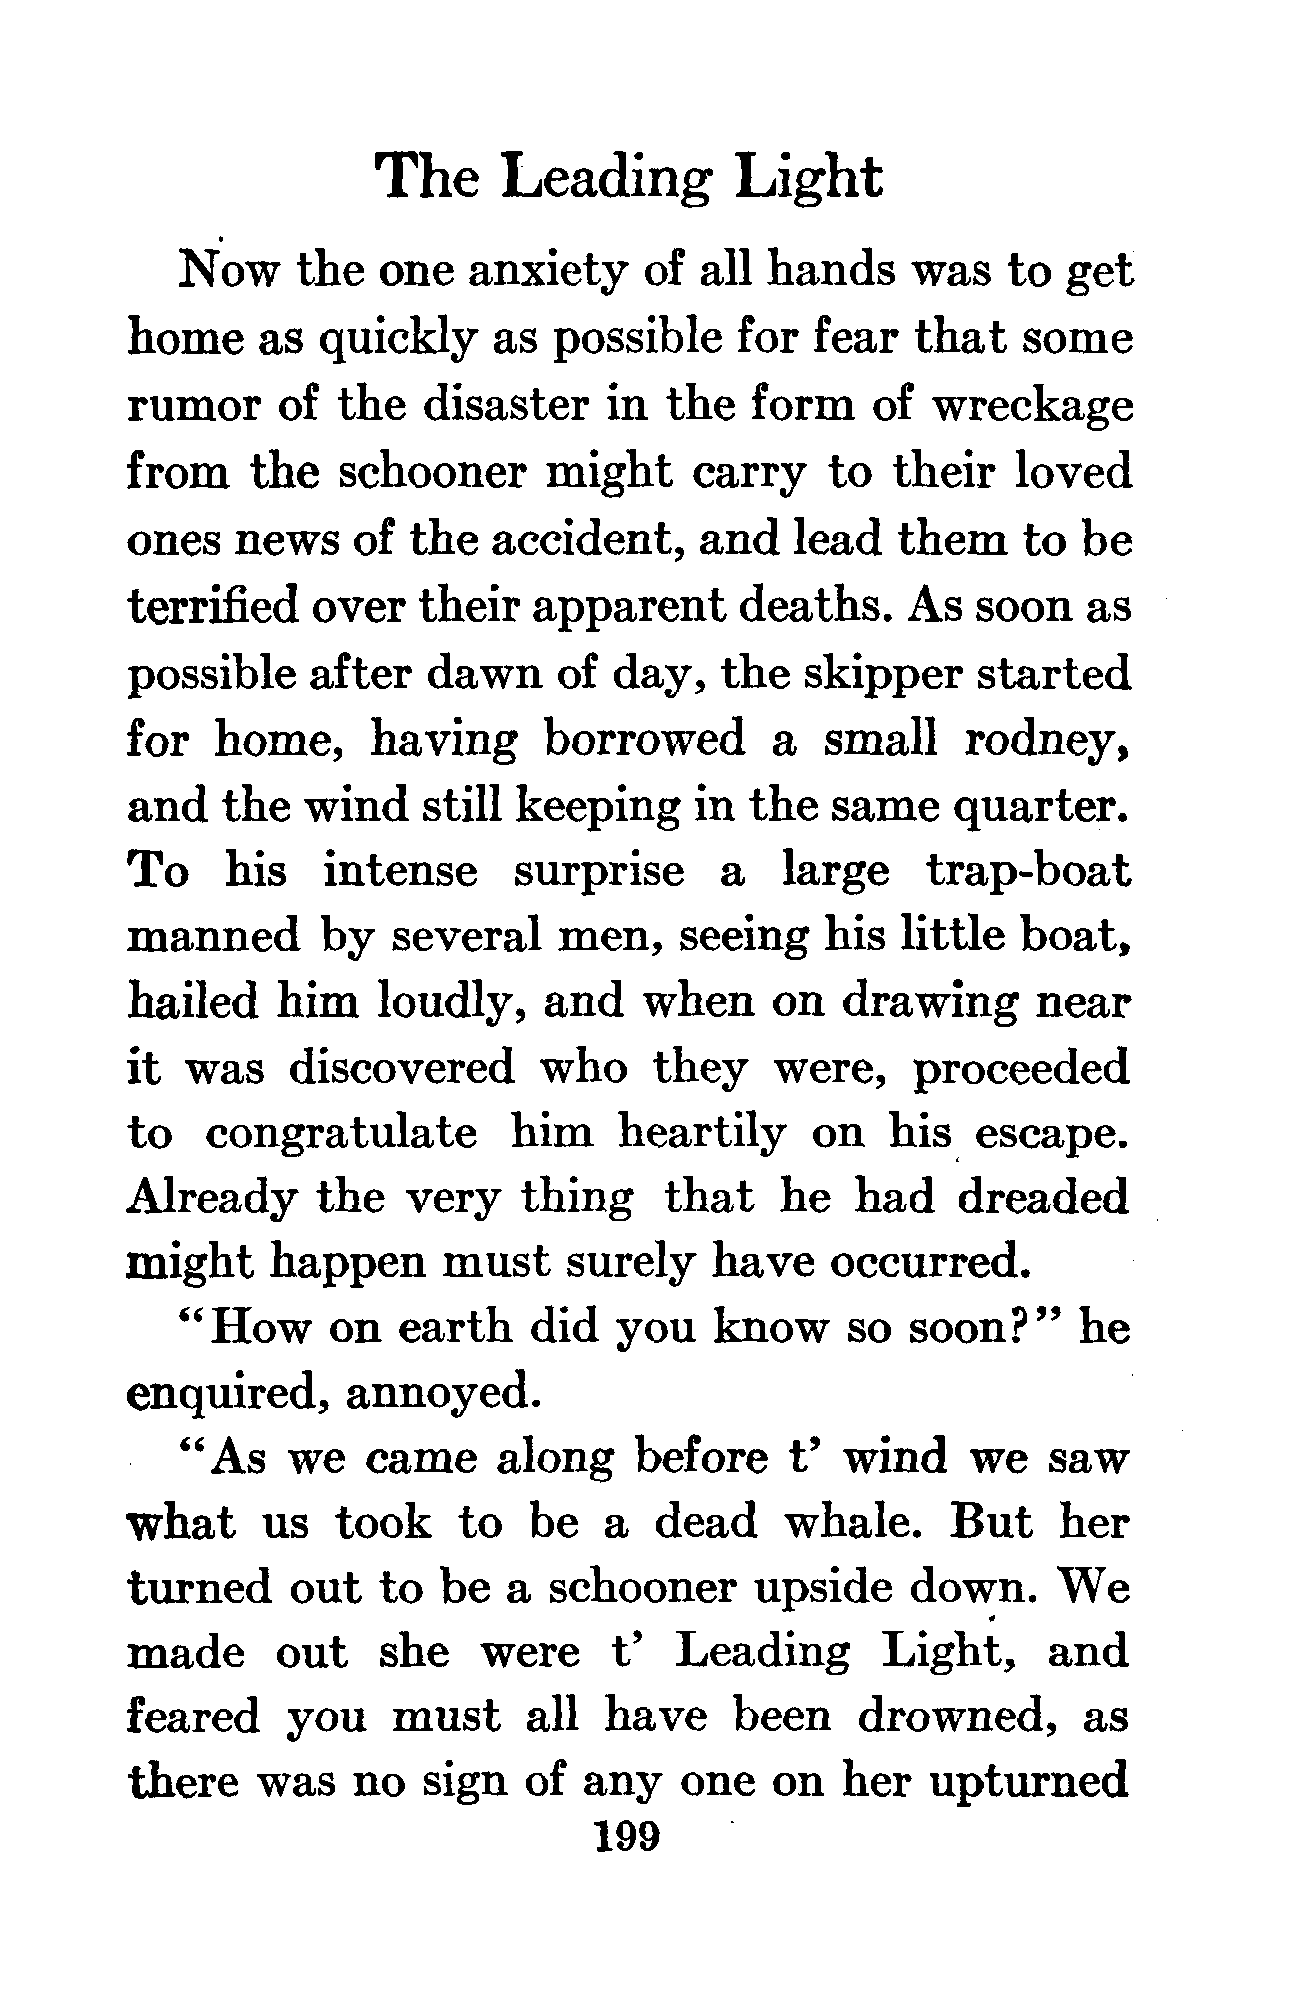 The Leading Light
Now the one anxiety of all hands was to get
home as quickly as possible for fear that some
rumor of the disaster in the form of wreckage
from the schooner might carry to their loved
ones news of the accident, and lead them to be
terrified over their apparent deaths. As soon as
possible after dawn of day, the skipper started
for home, having borrowed a small rodney,
and the wind still keeping in the same quarter.
To his intense surprise a large trap-boat
manned by several men, seeing his little boat,
hailed him loudly, and when on drawing near
it was discovered who they were, proceeded
to congratulate him heartily on his escape.
Already the very thing that he had dreaded
might happen must surely have occurred.
“How on earth did you know so soon?” he
enquired, annoyed.
“As we came along before t’ wind we saw
what us took to be a dead whale. But her
turned out to be a schooner upside down. We
made out she were t’ Leading Light, and
feared you must all have been drowned, as
there was no sign of any one on her upturned
199